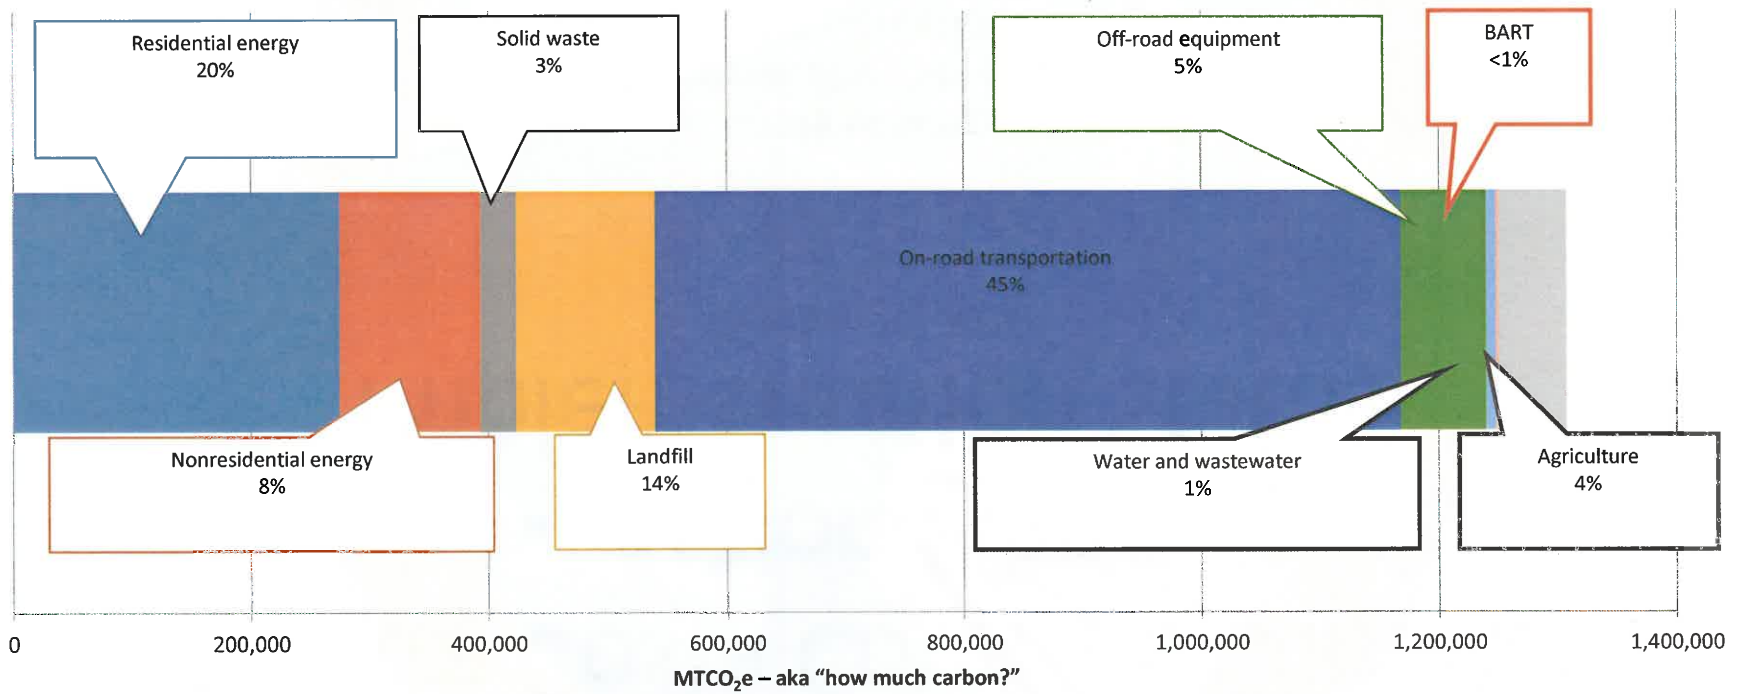 Residential energy
20%
Solid waste
3%
Off-road equipment
5%
BART
<1%
On-road transportation
45%
Nonresidential energy
8%
Landfill
14%
Water and wastewater
1%
Agriculture
4%
0
200,000
400,000
600,000
800,000
1,000,000
1,200,000
1,400,000
MTCO₂e – aka “how much carbon?”